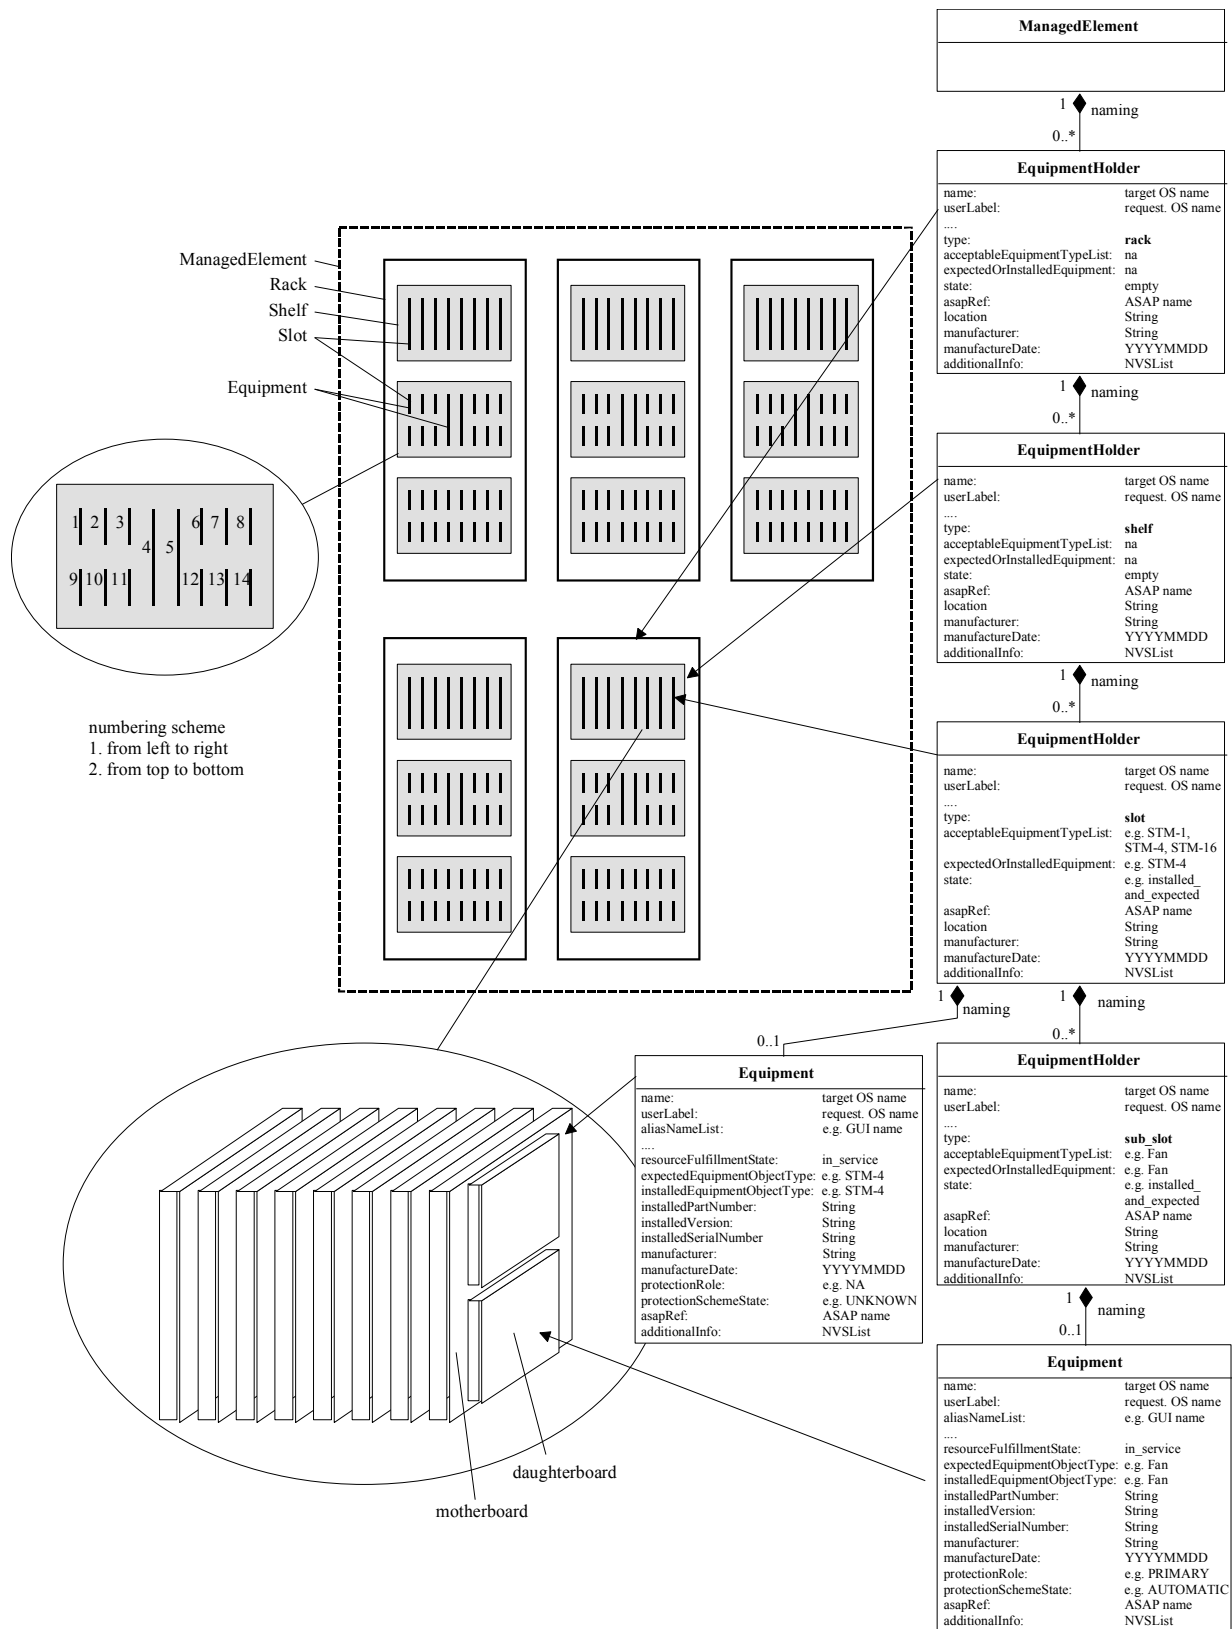 ManagedElement
1 naming
0..*
EquipmentHolder
name: target OS name
userLabel: request. OS name
....
type: rack
acceptableEquipmentTypeList: na
expectedOrInstalledEquipment: na
state: empty
asapRef: ASAP name
location String
manufacturer: String
manufactureDate: YYYYMMDD
additionalInfo: NVSList
1 naming
0..*
EquipmentHolder
name: target OS name
userLabel: request. OS name
....
type: shelf
acceptableEquipmentTypeList: na
expectedOrInstalledEquipment: na
state: empty
asapRef: ASAP name
location String
manufacturer: String
manufactureDate: YYYYMMDD
additionalInfo: NVSList
1 naming
0..*
EquipmentHolder
name: target OS name
userLabel: request. OS name
....
type: slot
acceptableEquipmentTypeList: e.g. STM-1,
STM-4, STM-16
expectedOrInstalledEquipment: e.g. STM-4
state: e.g. installed_
and_expected
asapRef: ASAP name
location String
manufacturer: String
manufactureDate: YYYYMMDD
additionalInfo: NVSList
1 naming
0..1
1 naming
0..*
EquipmentHolder
name: target OS name
userLabel: request. OS name
....
type: sub_slot
acceptableEquipmentTypeList: e.g. Fan
expectedOrInstalledEquipment: e.g. Fan
state: e.g. installed_
and_expected
asapRef: ASAP name
location String
manufacturer: String
manufactureDate: YYYYMMDD
additionalInfo: NVSList
1 naming
0..1
Equipment
name: target OS name
userLabel: request. OS name
aliasNameList: e.g. GUI name
....
resourceFulfillmentState: in_service
expectedEquipmentObjectType: e.g. Fan
installedEquipmentObjectType: e.g. Fan
installedPartNumber: String
installedVersion: String
installedSerialNumber: String
manufacturer: String
manufactureDate: YYYYMMDD
protectionRole: e.g. PRIMARY
protectionSchemeState: e.g. AUTOMATIC
asapRef: ASAP name
additionalInfo: NVSList
Equipment
name: target OS name
userLabel: request. OS name
aliasNameList: e.g. GUI name
....
resourceFulfillmentState: in_service
expectedEquipmentObjectType: e.g. STM-4
installedEquipmentObjectType: e.g. STM-4
installedPartNumber: String
installedVersion: String
installedSerialNumber String
manufacturer: String
manufactureDate: YYYYMMDD
protectionRole: e.g. NA
protectionSchemeState: e.g. UNKNOWN
asapRef: ASAP name
additionalInfo: NVSList
ManagedElement
Rack
Shelf
Slot
Equipment
1 2 3 6 7 8
4 5
9 10 11 12 13 14
numbering scheme
1. from left to right
2. from top to bottom
daughterboard
motherboard